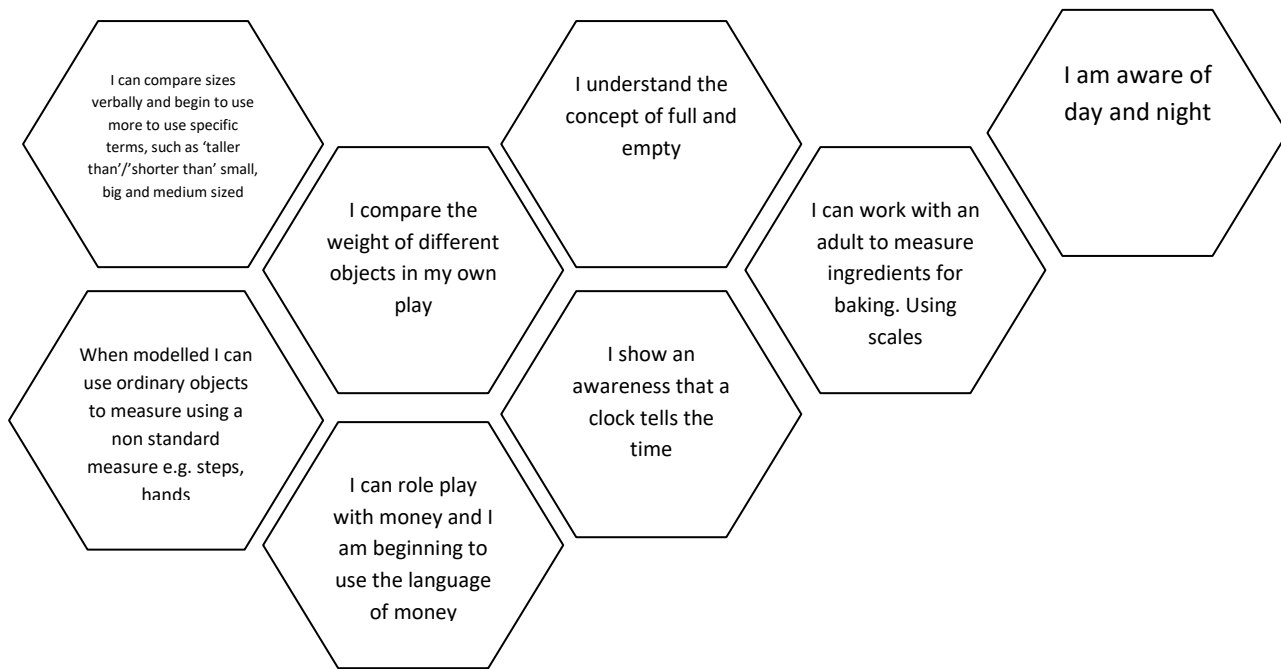 I can compare sizes
verbally and begin to use
more to use specific
terms, such as ‘taller
than’/’shorter than’ small,
big and medium sized
I compare the
weight of different
objects in my own
play
I understand the
concept of full and
empty
I can work with an
adult to measure
ingredients for
baking. Using
scales
I am aware of
day and night
When modelled I can
use ordinary objects
to measure using a
non standard
measure e.g. steps,
hands
I can role play
with money and I
am beginning to
use the language
of money
I show an
awareness that a
clock tells the
time